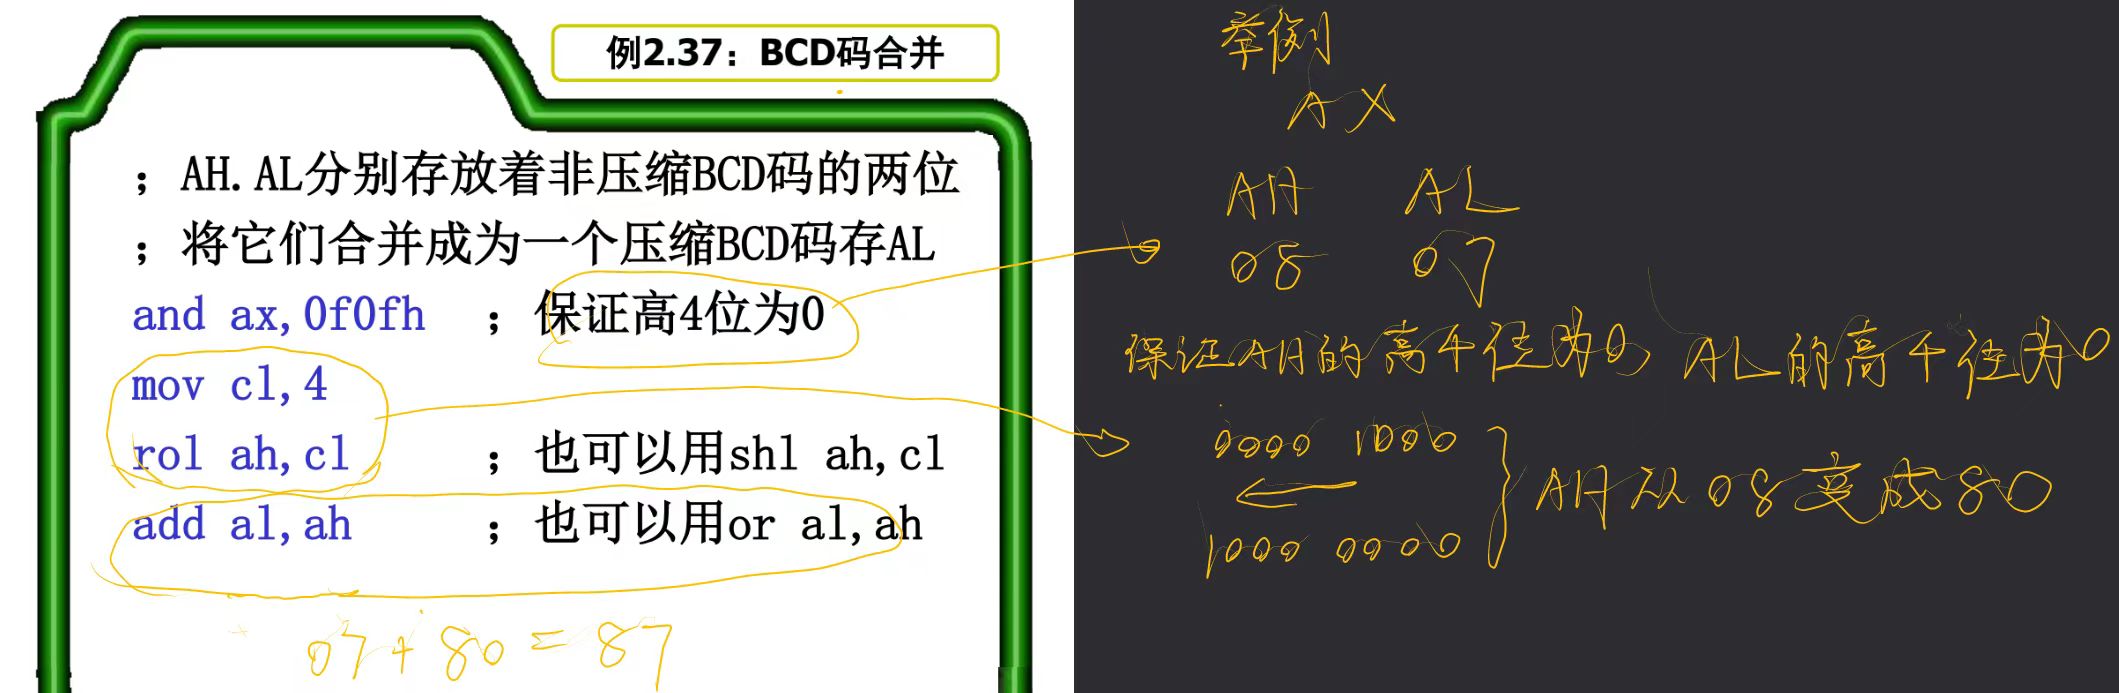 例2.37：BCD码合并
；AH.AL分别存放着非压缩BCD码的两位
；将它们合并成为一个压缩BCD码存AL
and ax,0f0fh ；保证高4位为0
mov cl,4
rol ah,cl ；也可以用shl ah,cl
add al,ah ；也可以用or al,ah
07+80=87
举例
AX
AH AL
08 07
保证AH的高4位为0，AL的高4位为0
0000 1000
1000 0000
AH从08变成80